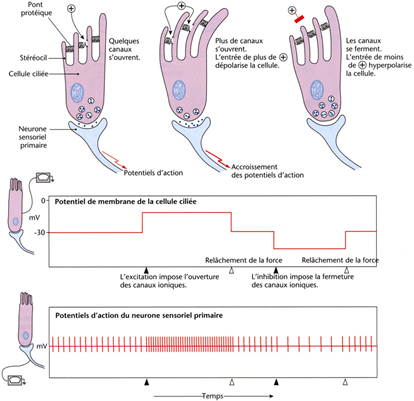 Pont
protéique
+
Stéréocil
Cellule ciliée
Quelques
canaux
s'ouvrent.
Neurone
sensoriel
primaire
Potentiels d'action
+
Plus de canaux
s'ouvrent.
L'entrée de plus de +
dépolarise la cellule.
Accroissement
des potentiels d'action
+
Les canaux
se ferment.
L'entrée de moins
de + hyperpolarise
la cellule.
Potentiel de membrane de la cellule ciliée
0
mV
-30
Relâchement de la force
Relâchement de la force
L'excitation impose l'ouverture
des canaux ioniques.
L'inhibition impose la fermeture
des canaux ioniques.
Potentiels d'action du neurone sensoriel primaire
mV
Temps